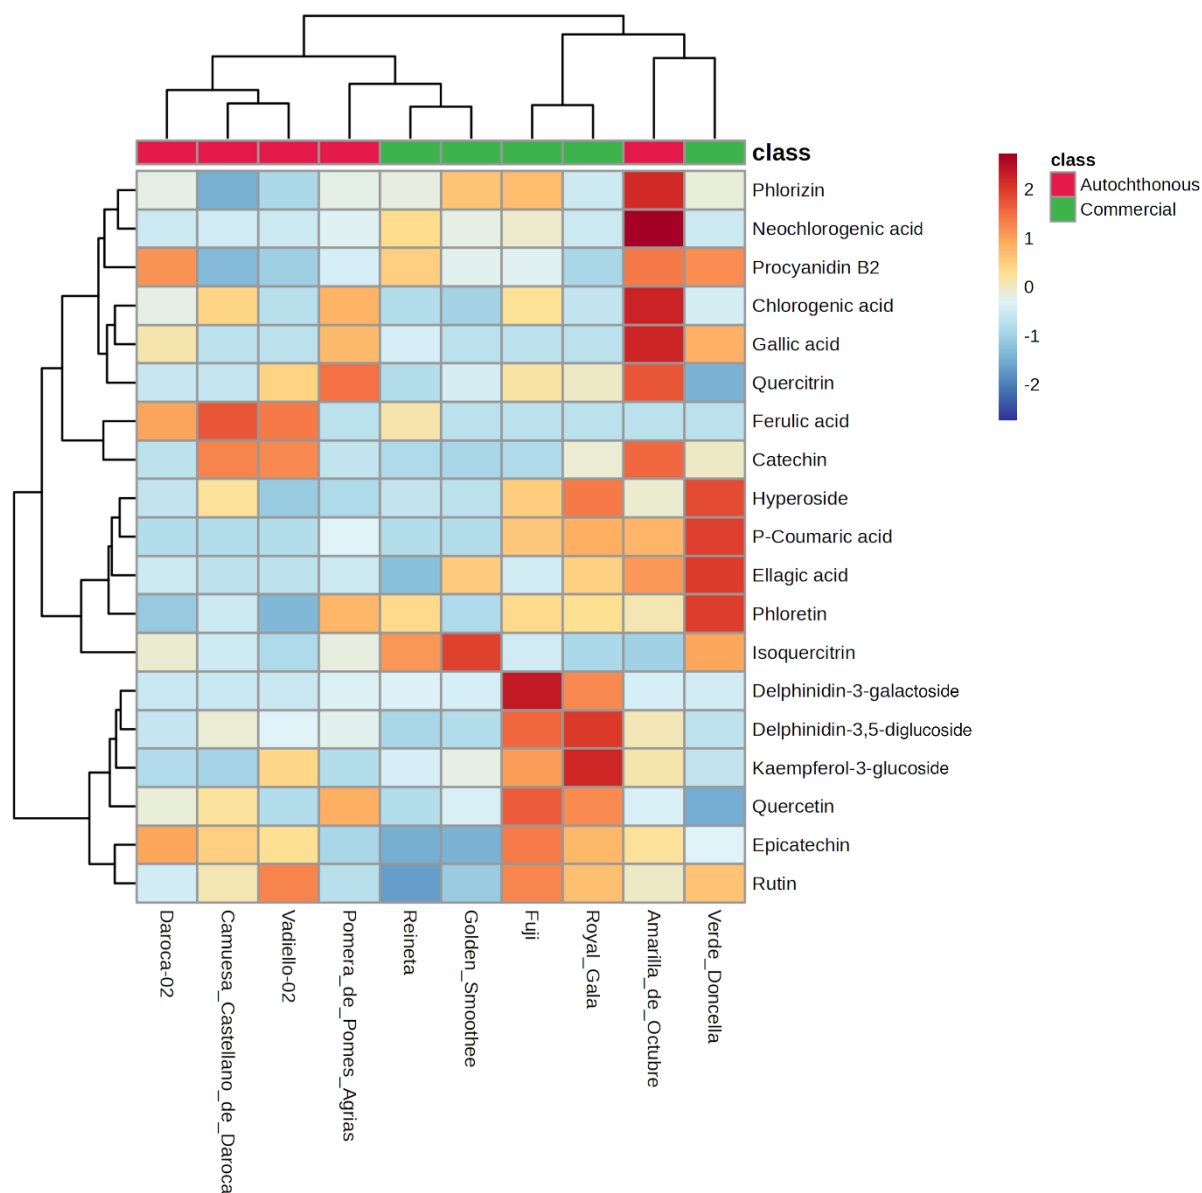 class
Phlorizin
Neochlorogenic acid
Procyanidin B2
Chlorogenic acid
Gallic acid
Quercitrin
Ferulic acid
Catechin
Hyperoside
P-Coumaric acid
Ellagic acid
Phloretin
Isoquercitrin
Delphinidin-3-galactoside
Delphinidin-3,5-diglucoside
Kaempferol-3-glucoside
Quercetin
Epicatechin
Rutin
Daroca-02
Camuesa_Castellano_de_Daroca
Vadiello-02
Pomera_de_Pomes_Agrias
Reineta
Golden_Smoothee
Fuji
Royal_Gala
Amarilla_de_Octubre
Verde_Doncella
2
1
0
-1
-2
class
Autochthonous
Commercial